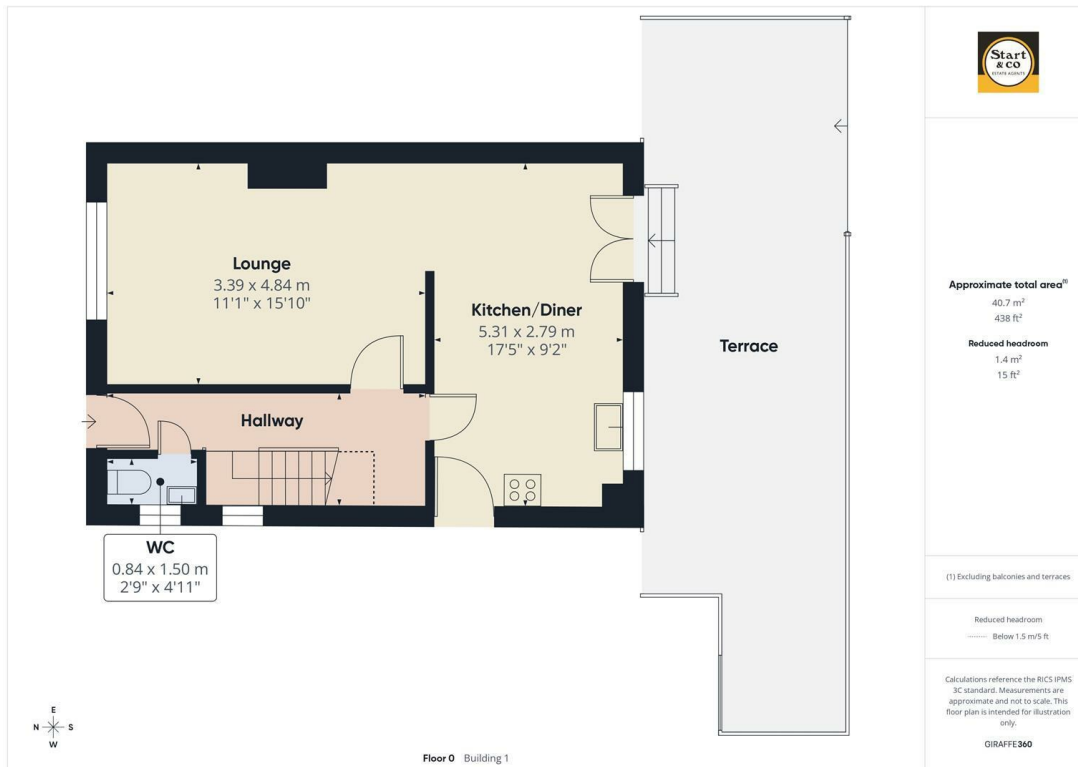 Lounge
3.39 x 4.84 m
11'1" x 15'10"
Kitchen/Diner
5.31 x 2.79 m
17'5" x 9'2"
Terrace
Hallway
WC
0.84 x 1.50 m
2'9" x 4'11"
E
N S
W
Floor 0 Building 1
Start
& CO
ESTATE AGENTS
Approximate total area(1)
40.7 m²
438 ft²
Reduced headroom
1.4 m²
15 ft²
(1) Excluding balconies and terraces
Reduced headroom
Below 1.5 m/5 ft
Calculations reference the RICS IPMS
3C standard. Measurements are
approximate and not to scale. This
floor plan is intended for illustration
only.
GIRAFFE360